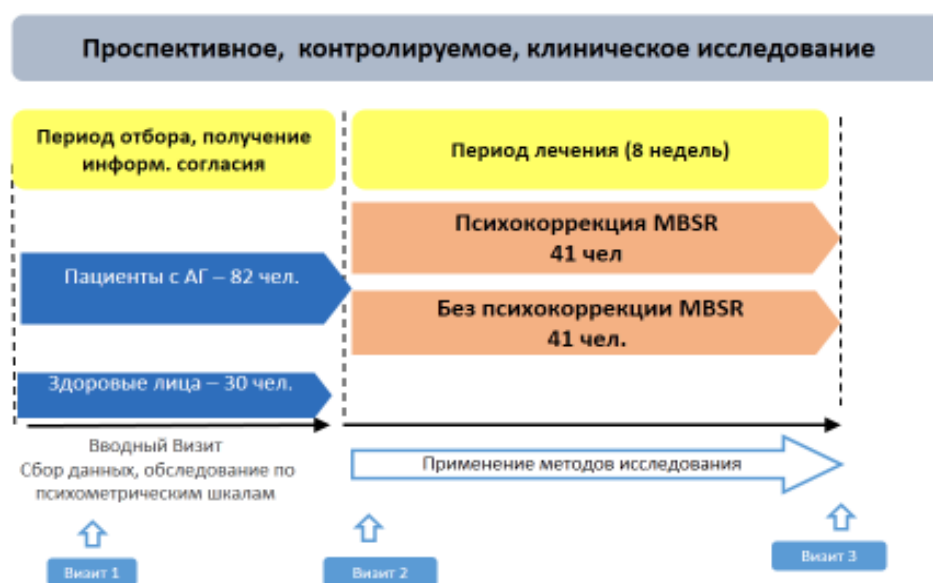 Проспективное, контролируемое, клиническое исследование
Период отбора, получение
информ. согласия
Период лечения (8 недель)
Психокоррекция MBSR
41 чел
Пациенты с АГ – 82 чел.
Без психокоррекции MBSR
41 чел.
Здоровые лица – 30 чел.
Вводный Визит
Сбор данных, обследование по
психометрическим шкалам
Применение методов исследования
Визит 1
Визит 2
Визит 3